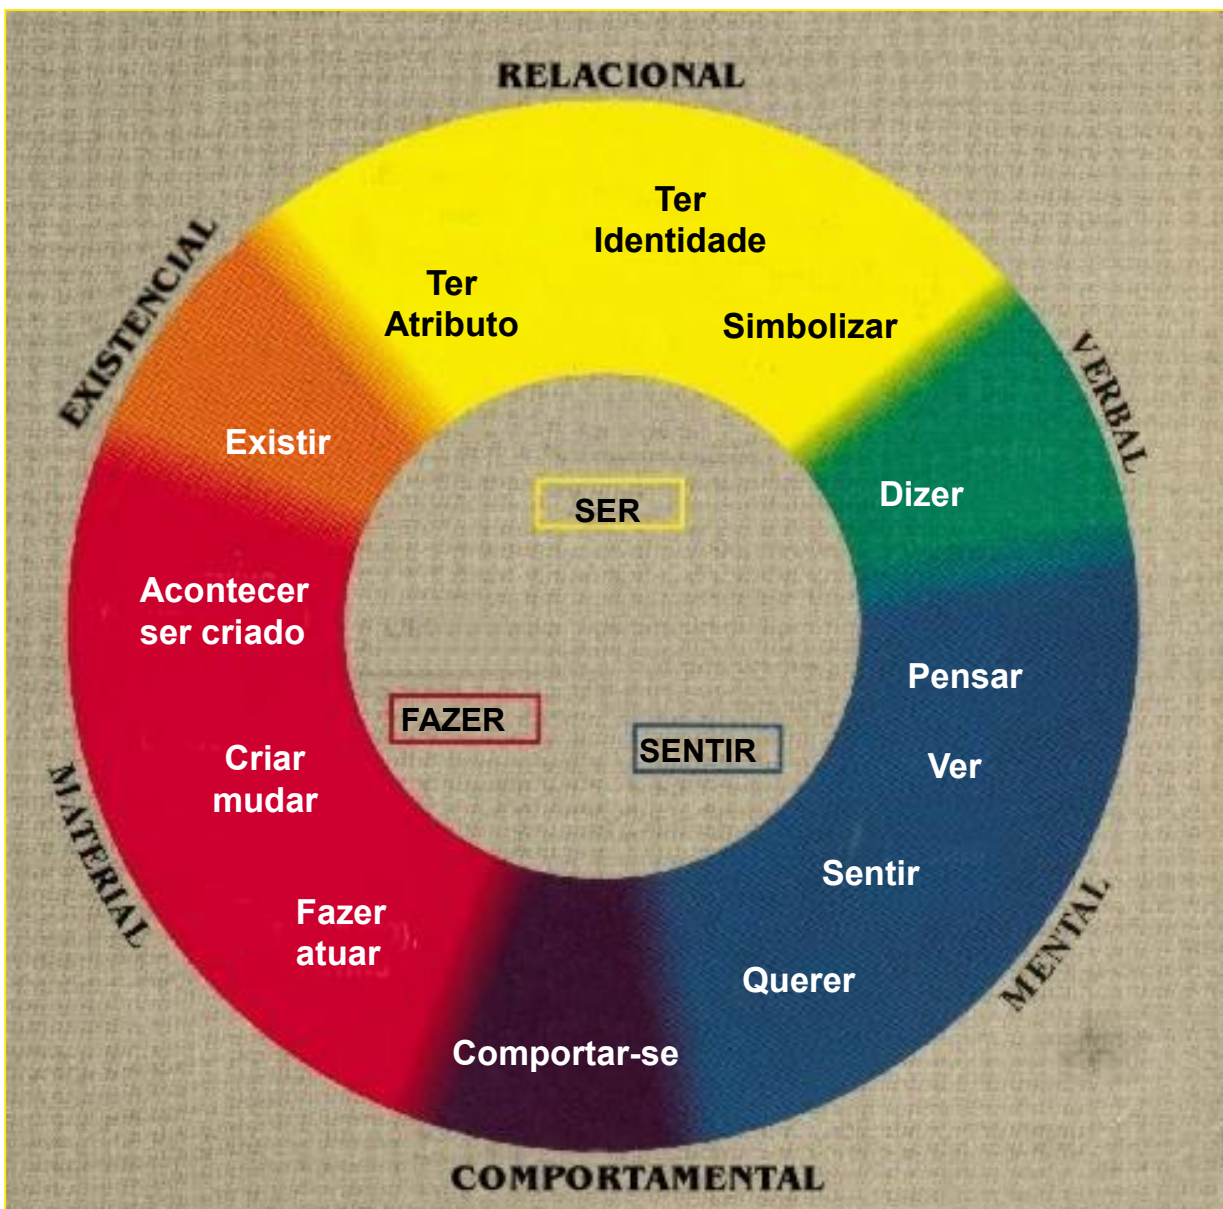 RELACIONAL
Ter
Identidade
Ter
Atributo
Simbolizar
EXISTENCIAL
VERBAL
Existir
Dizer
SER
Acontecer
ser criado
Pensar
FAZER
SENTIR
Ver
Criar
mudar
MATERIAL
Sentir
Fazer
atuar
MENTAL
Querer
Comportar-se
COMPORTAMENTAL